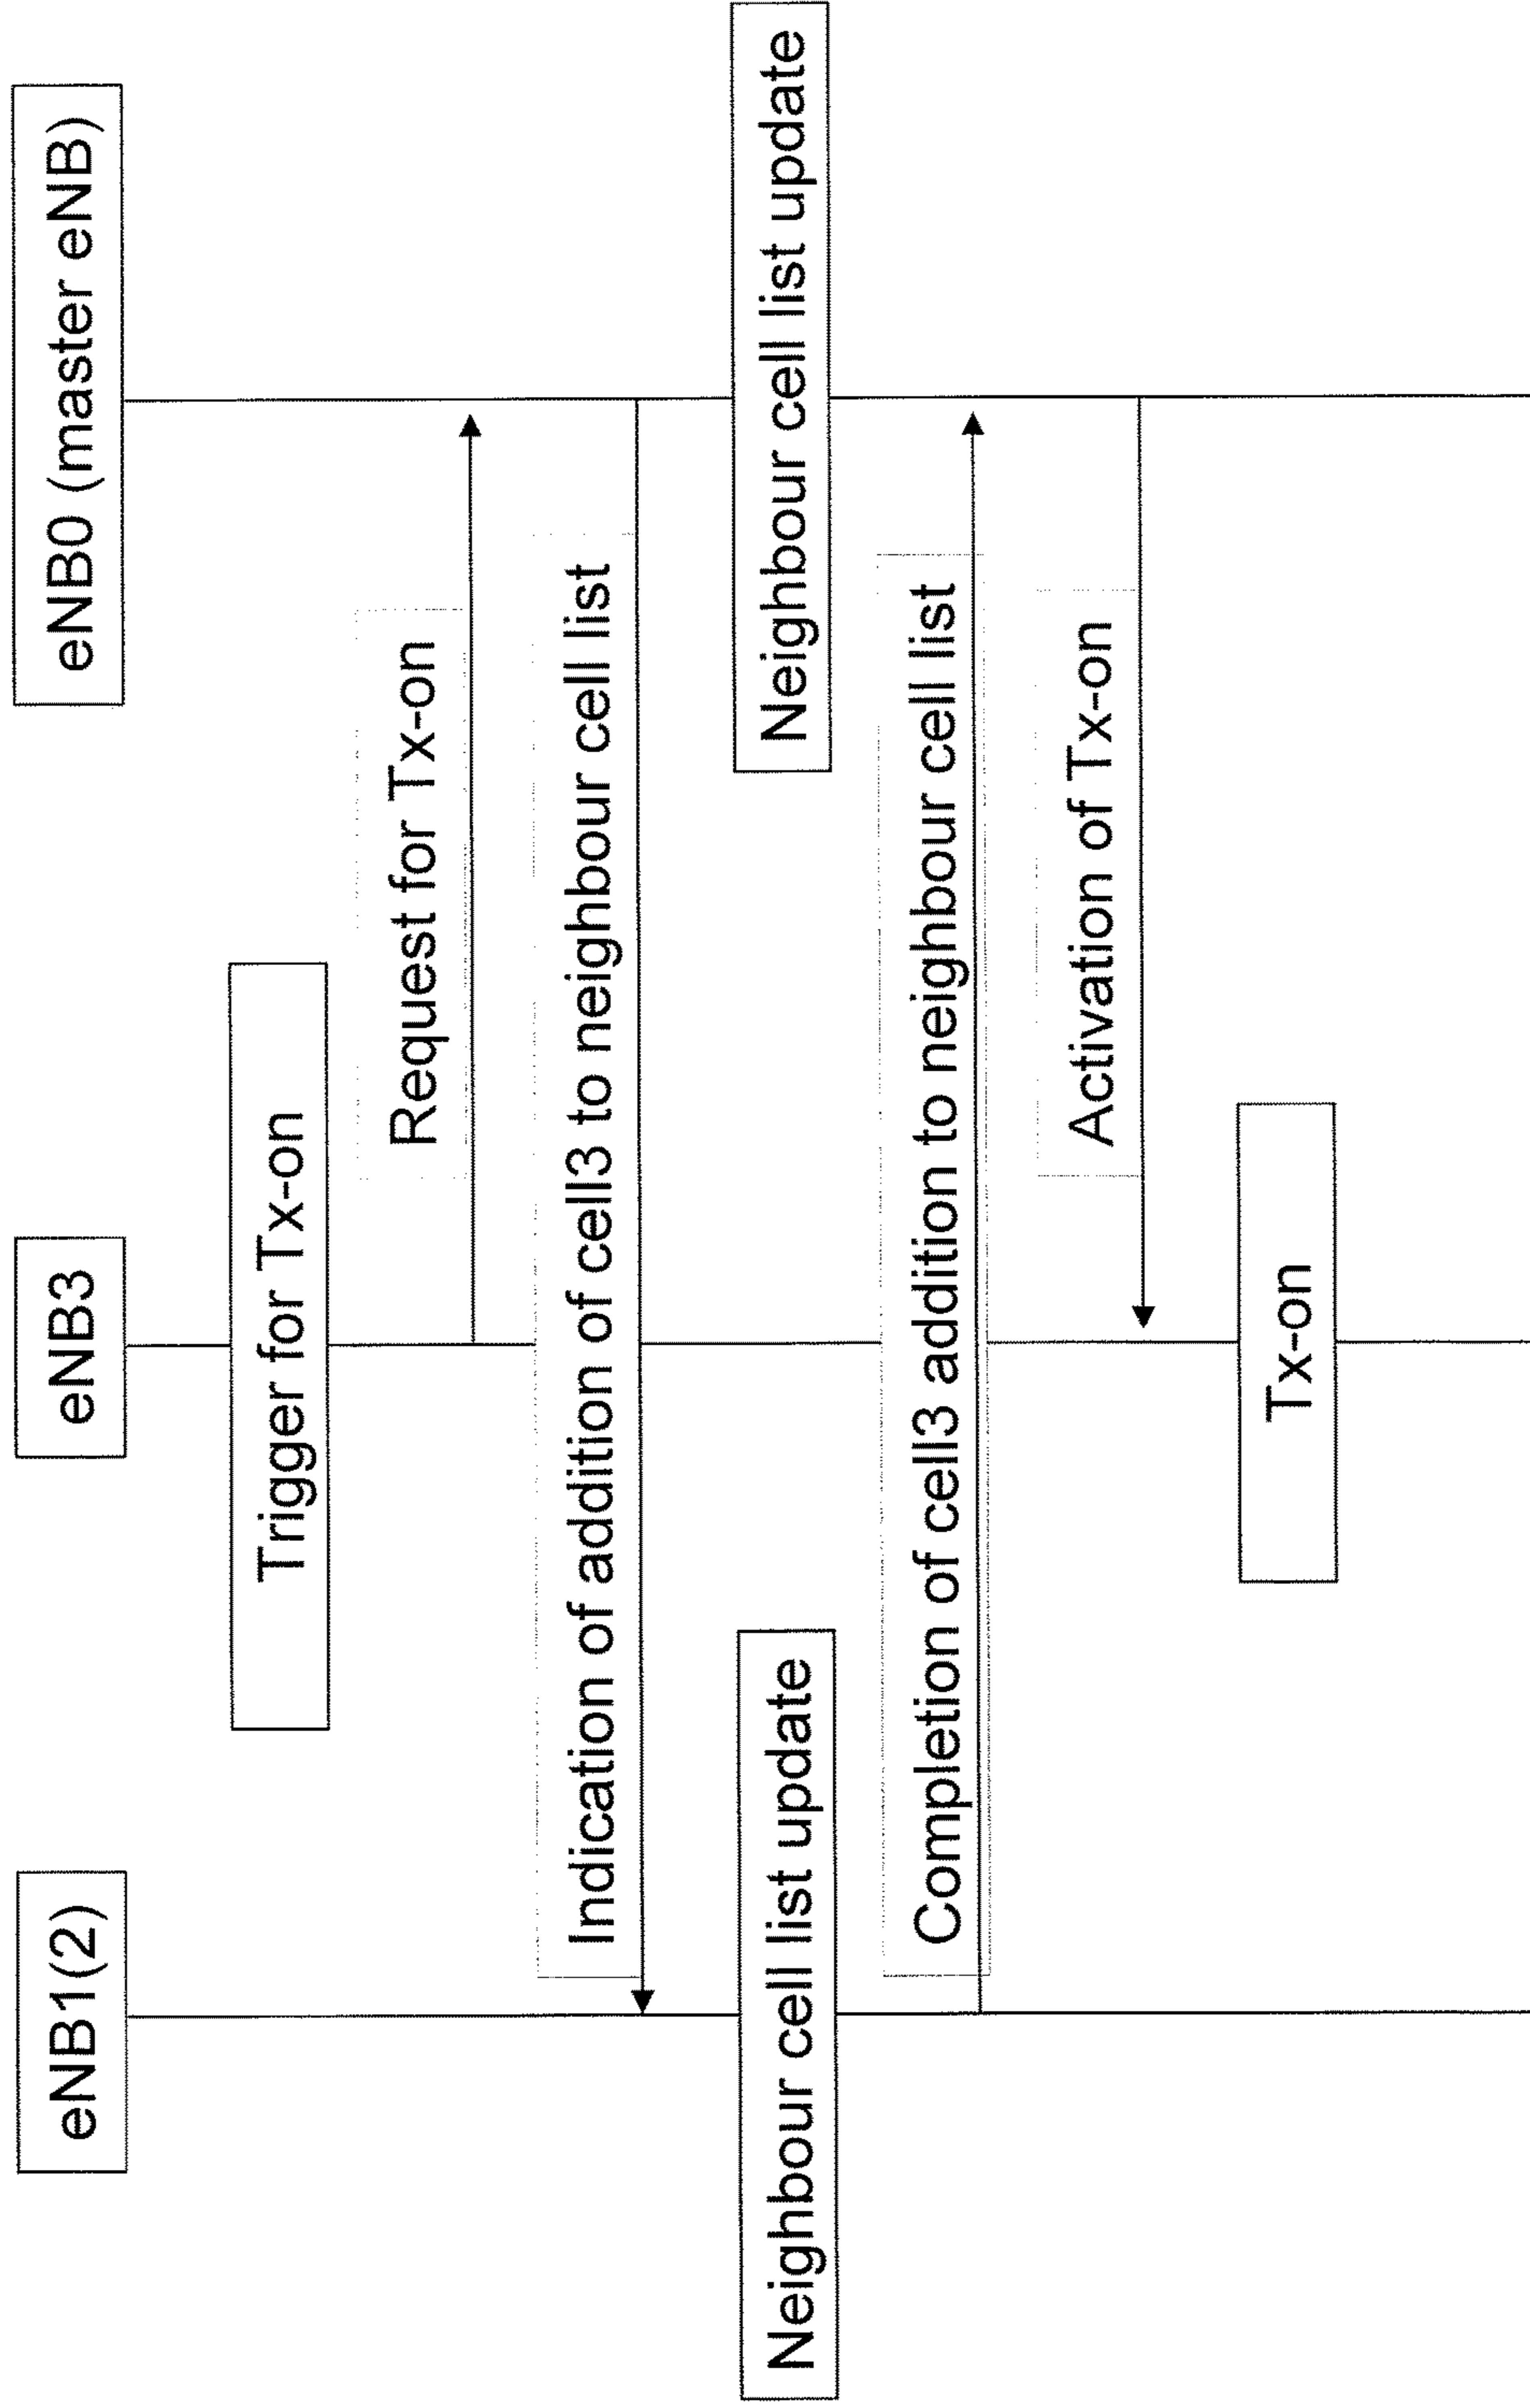 eNB1(2)
eNB3
eNB0 (master eNB)
Trigger for Tx-on
Request for Tx-on
Indication of addition of cell3 to neighbour cell list
Neighbour cell list update
Neighbour cell list update
Completion of cell3 addition to neighbour cell list
Activation of Tx-on
Tx-on